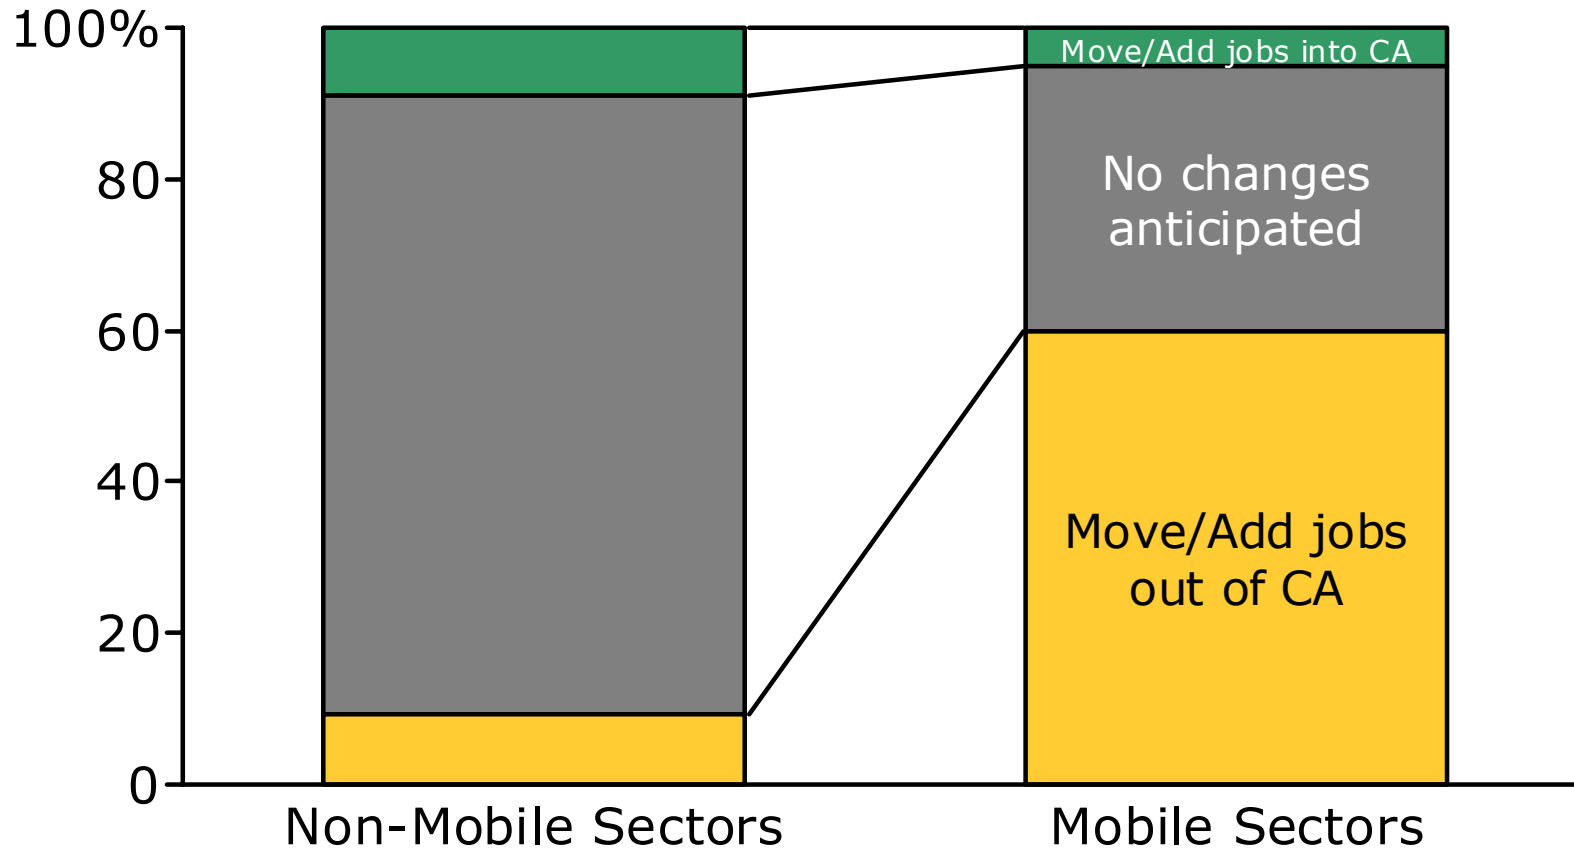 100%
Move/Add jobs into CA
80
No changes
anticipated
60
40
Move/Add jobs
out of CA
20
0
Non-Mobile Sectors
Mobile Sectors